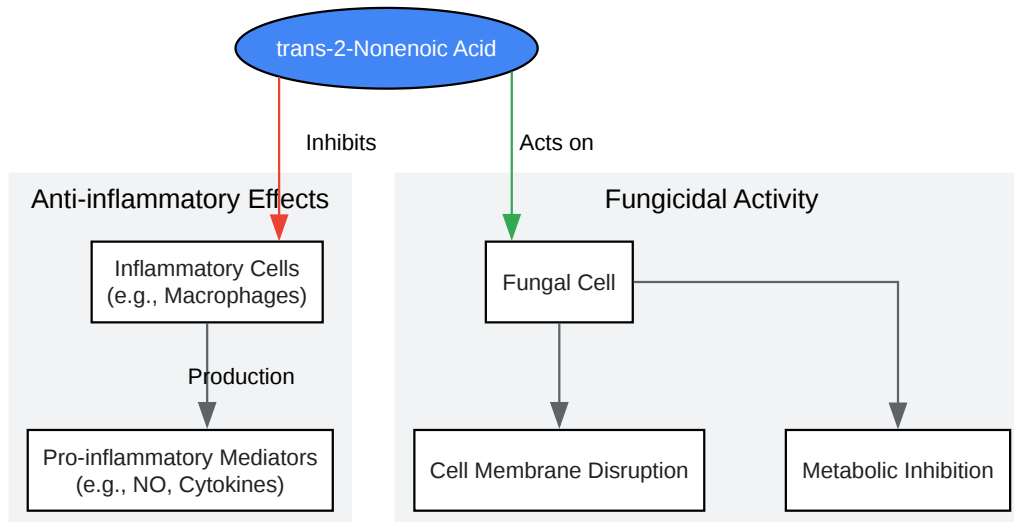 trans-2-Nonenoic Acid
Inhibits
Acts on
Anti-inflammatory Effects
Fungicidal Activity
Inflammatory Cells
(e.g., Macrophages)
Fungal Cell
Production
Pro-inflammatory Mediators
(e.g., NO, Cytokines)
Cell Membrane Disruption
Metabolic Inhibition